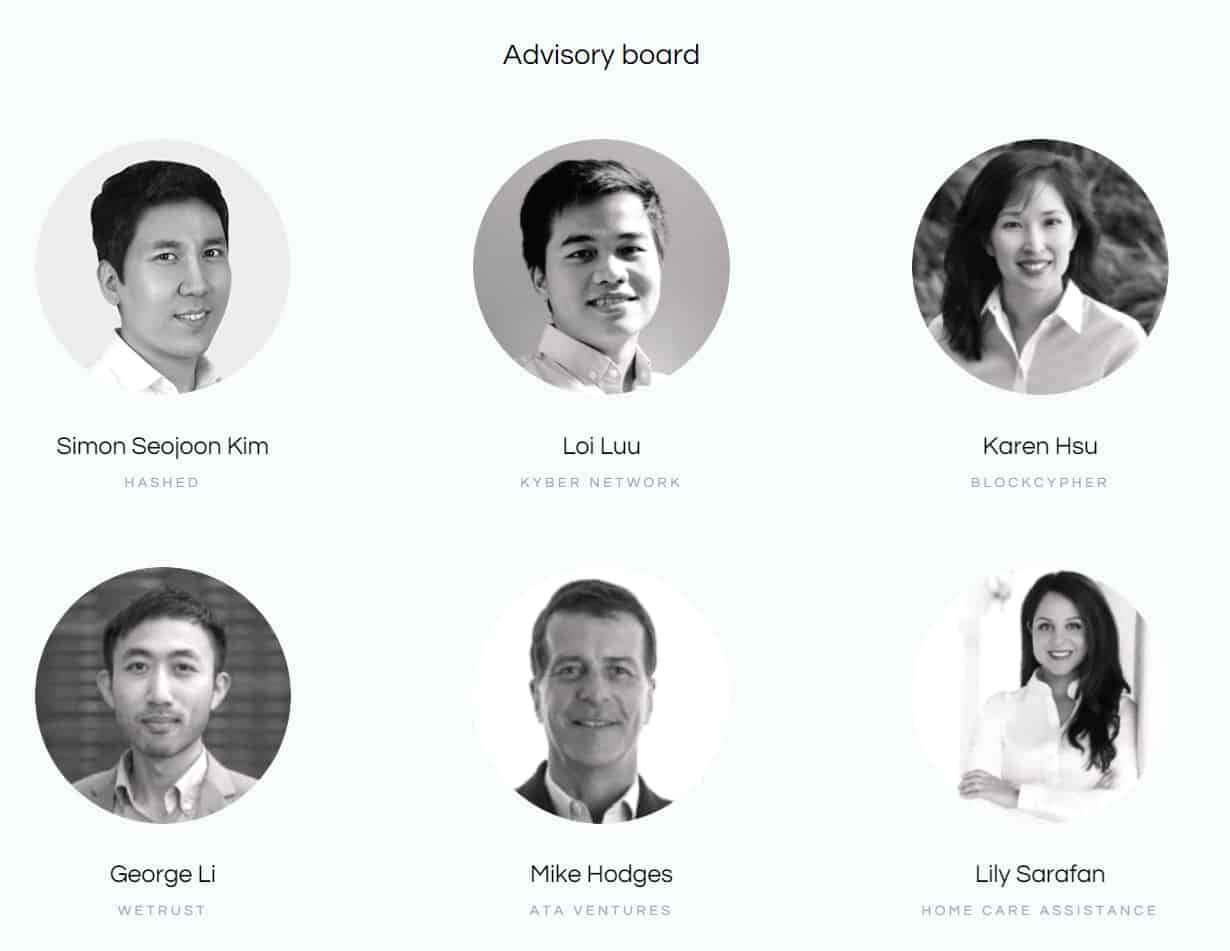 Advisory board
Simon Seojoon Kim
HASHED
Loi Luu
KYBER NETWORK
Karen Hsu
BLOCKCYPHER
George Li
WETRUST
Mike Hodges
ATA VENTURES
Lily Sarafan
HOME CARE ASSISTANCE